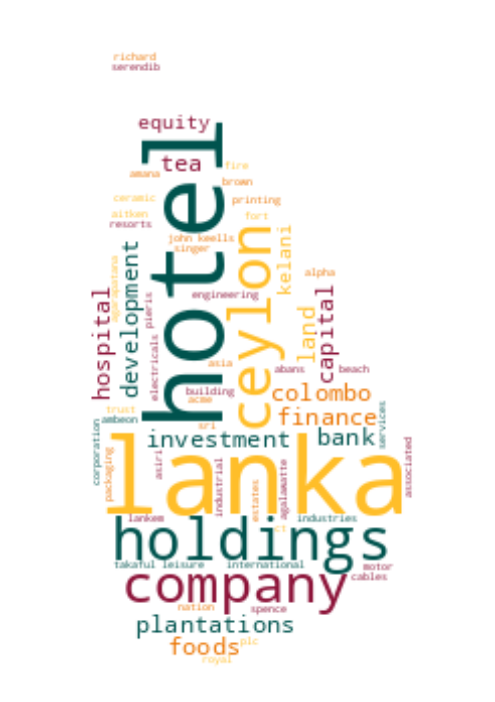 richard
serendib
equity
hotel
tea
fire
amana
brown
ceramic
printing
aitken
fort
resorts
john keells
singer
ceylon
kelani
development
agarapatana
alpha
hospital
pieris
engineering
capital
land
electricals
asia
abans
beach
building
acme
colombo
trust
ambeon
finance
services
corporation
sri
investment
bank
lanka
packaging
asiri
industrial
estates
agalawatte
associated
lankem
industries
ct
holdings
takaful
leisure
international
motor
cables
company
nation
spence
plantations
foods
plc
royal